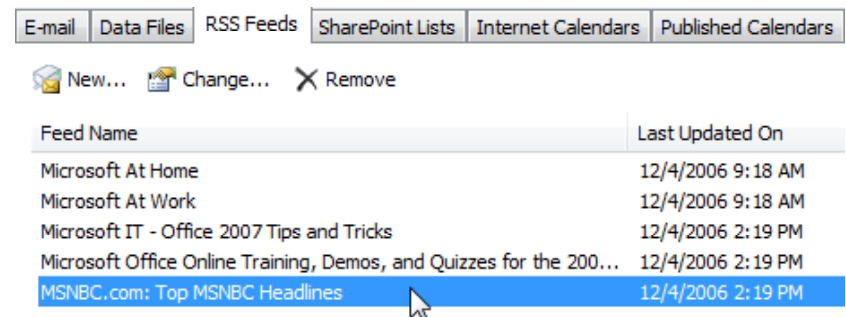 E-mail Data Files RSS Feeds SharePoint Lists Internet Calendars Published Calendars
New... Change... Remove
Feed Name Last Updated On
Microsoft At Home 12/4/2006 9:18 AM
Microsoft At Work 12/4/2006 9:18 AM
Microsoft IT - Office 2007 Tips and Tricks 12/4/2006 2:19 PM
Microsoft Office Online Training, Demos, and Quizzes for the 200... 12/4/2006 2:19 PM
MSNBC.com: Top MSNBC Headlines 12/4/2006 2:19 PM